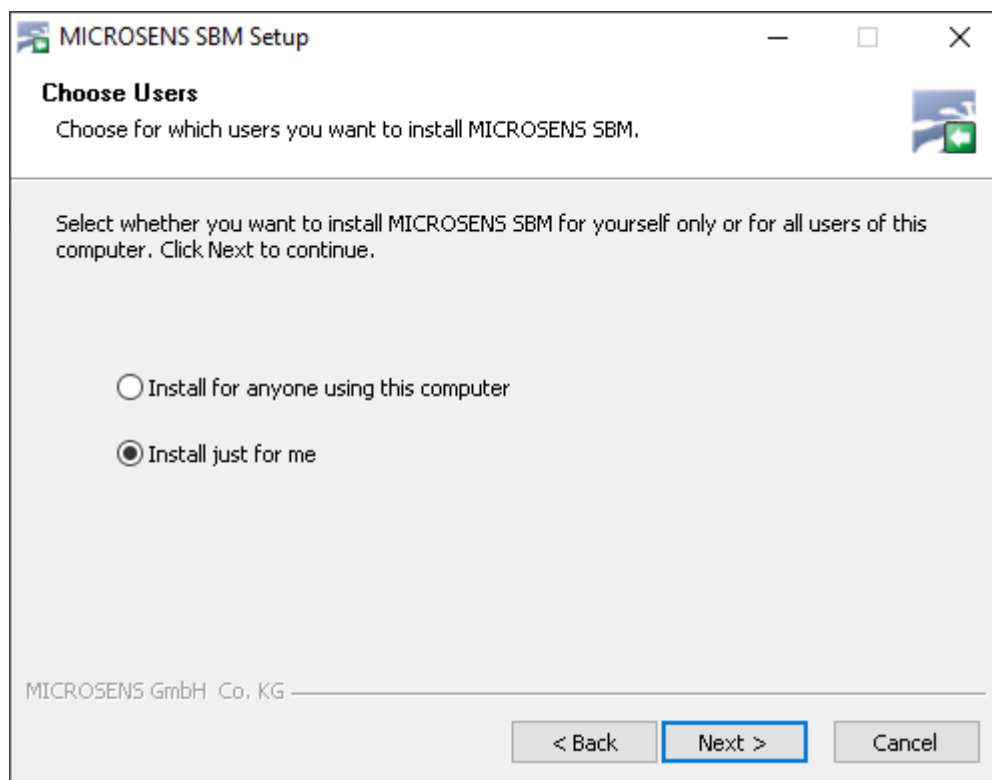 MICROSENS SBM Setup
Choose Users
Choose for which users you want to install MICROSENS SBM.
Select whether you want to install MICROSENS SBM for yourself only or for all users of this
computer. Click Next to continue.
Install for anyone using this computer
Install just for me
MICROSENS GmbH  Co. KG
< Back
Next >
Cancel